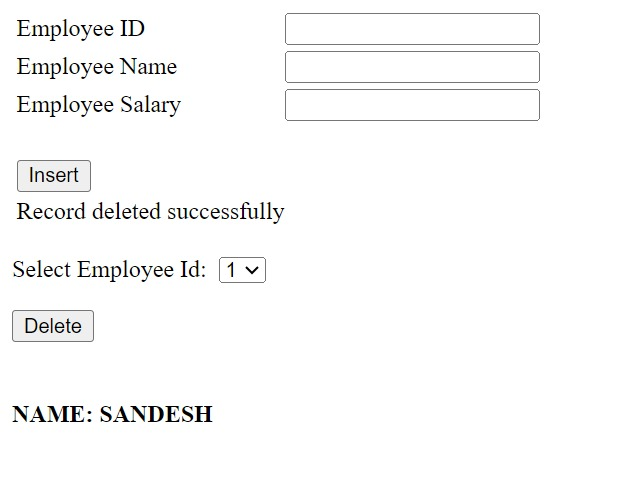 Employee ID
Employee Name
Employee Salary
Insert
Record deleted successfully
Select Employee Id: 1
Delete
NAME: SANDESH